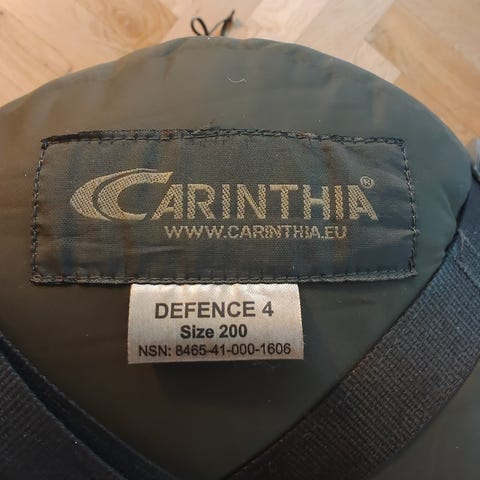 CARINTHIA®
WWW.CARINTHIA.EU
DEFENCE 4
Size 200
NSN: 8465-41-000-1606